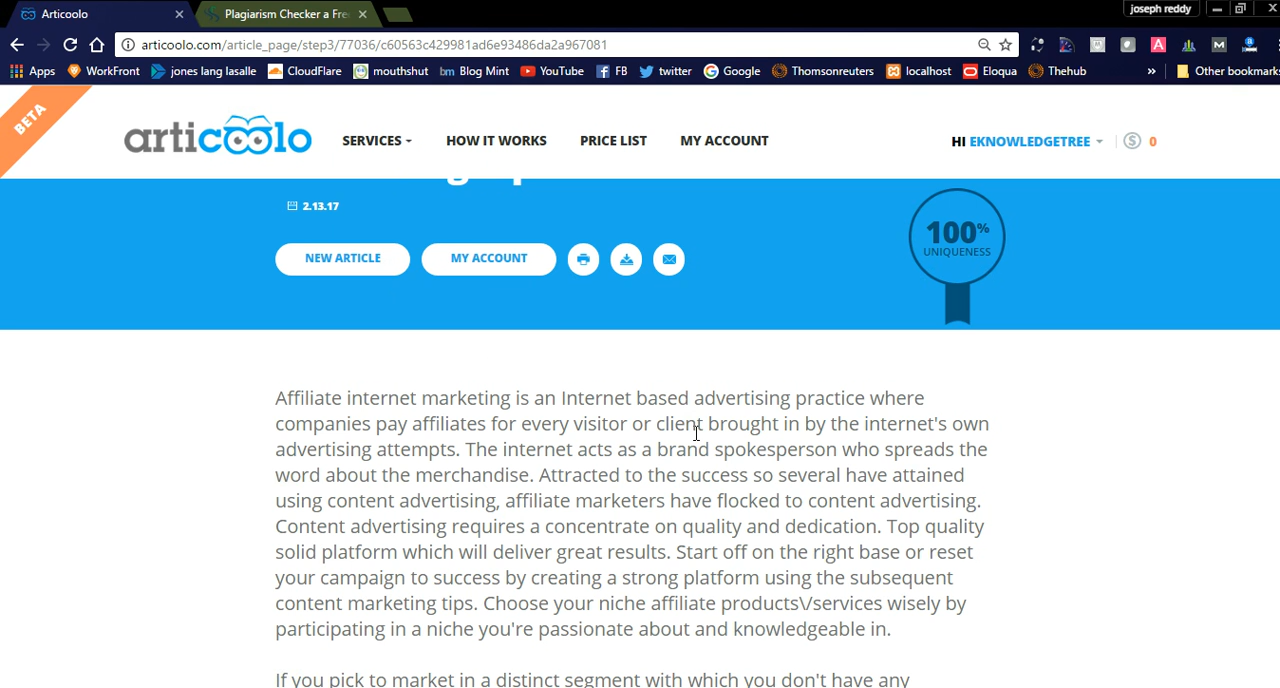 joseph reddy
Articoolo
Plagiarism Checker a Fre
articoolo.com/article_page/step3/77036/c60563c429981ad6e93486da2a967081
Apps WorkFront jones lang lasalle CloudFlare mouthshut bm Blog Mint YouTube FB twitter Google Thomsonreuters localhost Eloqua Thehub » Other bookmark
BETA
articoolo
SERVICES HOW IT WORKS PRICE LIST MY ACCOUNT
HI EKNOWLEDGETREE $ 0
2.13.17
NEW ARTICLE MY ACCOUNT
100%
UNIQUENESS
Affiliate internet marketing is an Internet based advertising practice where
companies pay affiliates for every visitor or client brought in by the internet's own
advertising attempts. The internet acts as a brand spokesperson who spreads the
word about the merchandise. Attracted to the success so several have attained
using content advertising, affiliate marketers have flocked to content advertising.
Content advertising requires a concentrate on quality and dedication. Top quality
solid platform which will deliver great results. Start off on the right base or reset
your campaign to success by creating a strong platform using the subsequent
content marketing tips. Choose your niche affiliate products\/services wisely by
participating in a niche you're passionate about and knowledgeable in.
If you pick to market in a distinct segment with which you don't have any